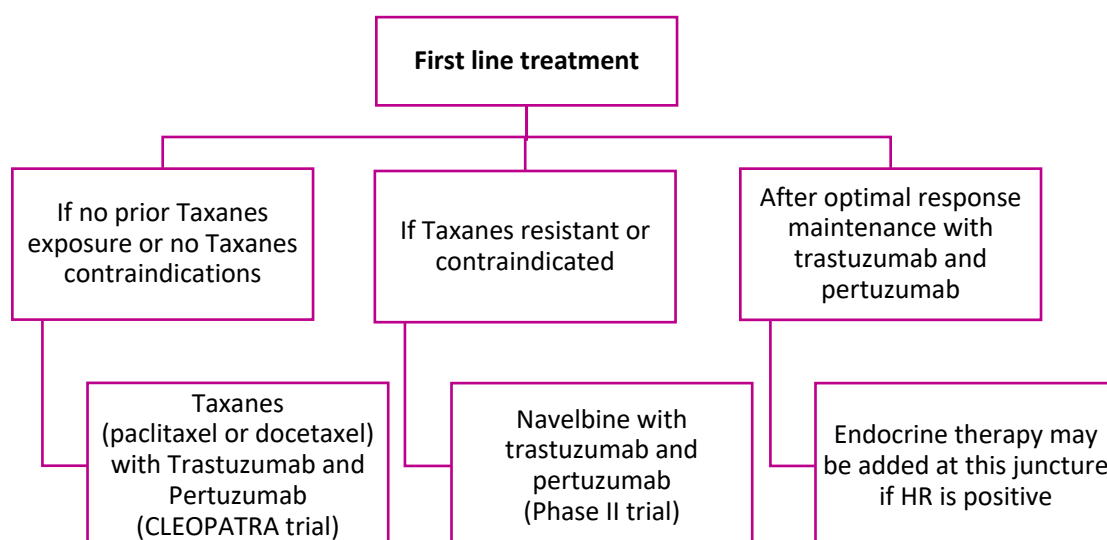 First line treatment
If no prior Taxanes
exposure or no Taxanes
contraindications
If Taxanes resistant or
contraindicated
After optimal response
maintenance with
trastuzumab and
pertuzumab
Taxanes
(paclitaxel or docetaxel)
with Trastuzumab and
Pertuzumab
(CLEOPATRA trial)
Navelbine with
trastuzumab and
pertuzumab
(Phase II trial)
Endocrine therapy may
be added at this juncture
if HR is positive